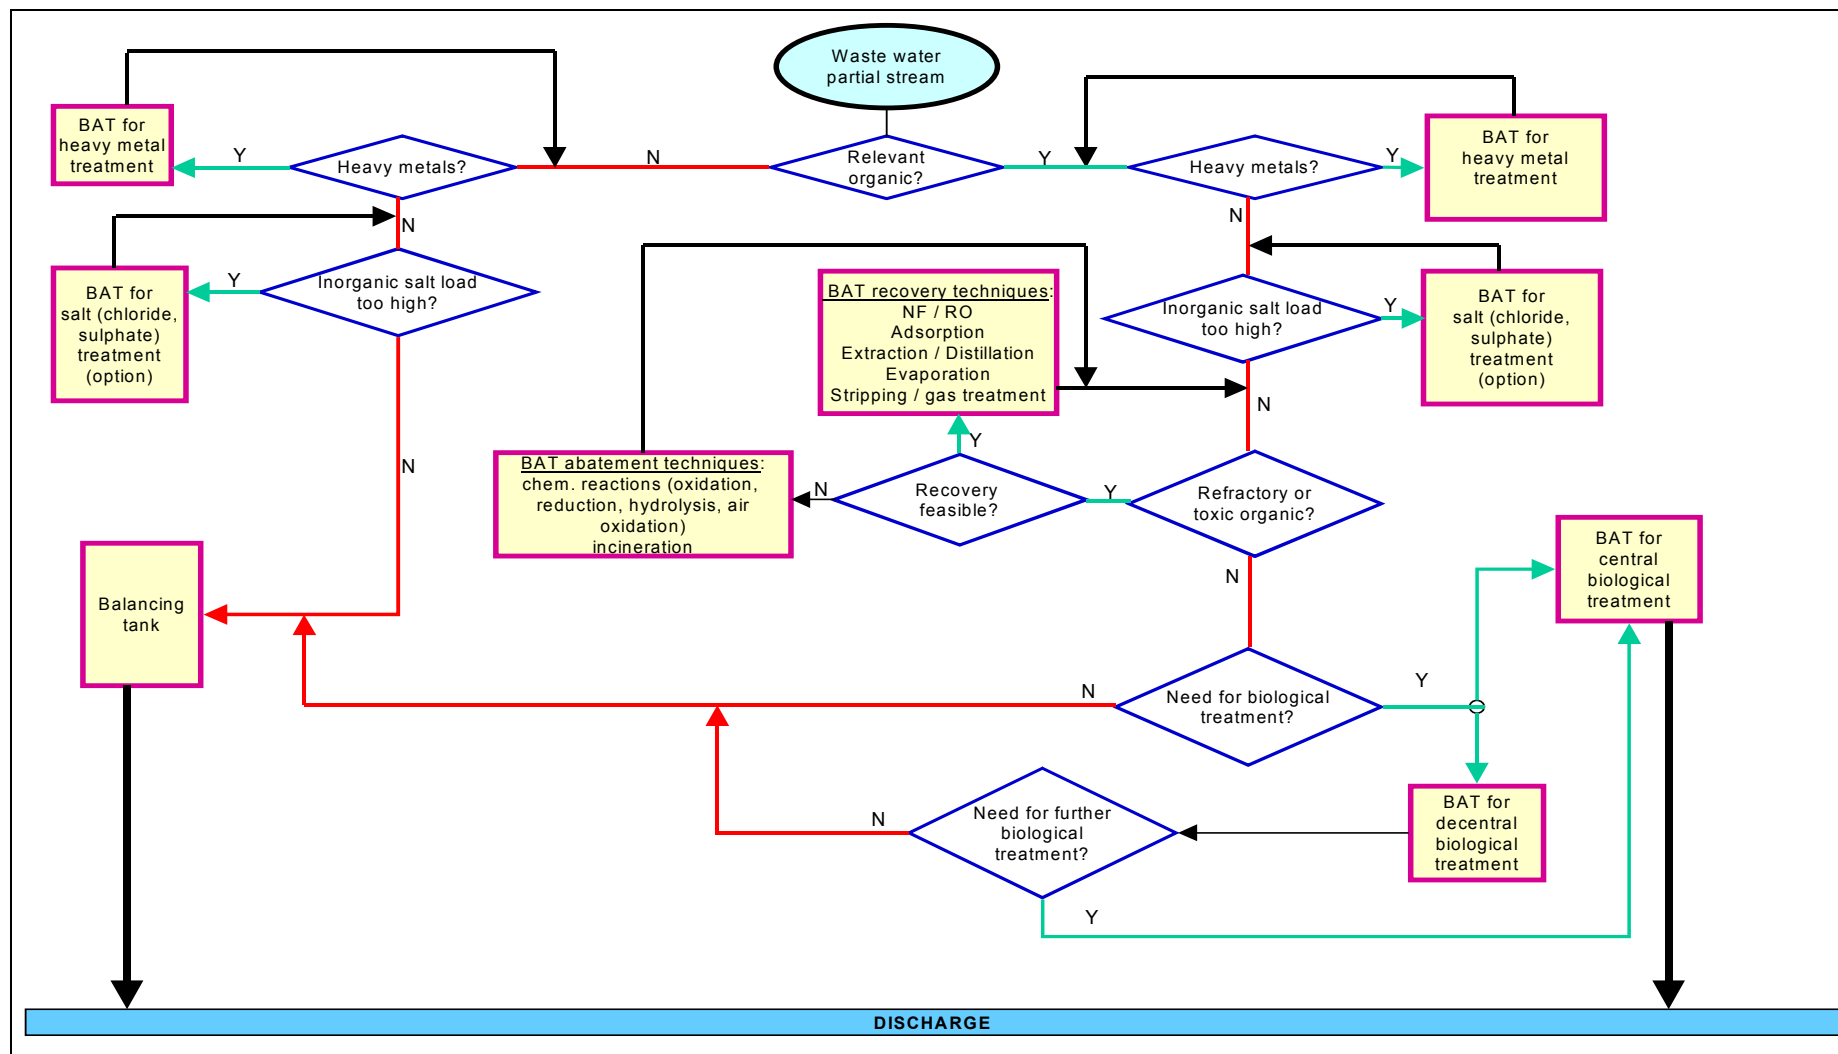 Waste water
partial stream
BAT for
heavy metal
treatment
Y
Heavy metals?
N
Relevant
organic?
Y
Heavy metals?
Y
BAT for
heavy metal
treatment
N
N
BAT for
salt (chloride,
sulphate)
treatment
(option)
Y
Inorganic salt load
too high?
BAT recovery techniques:
NF / RO
Adsorption
Extraction / Distillation
Evaporation
Stripping / gas treatment
Inorganic salt load
too high?
Y
BAT for
salt (chloride,
sulphate)
treatment
(option)
N
N
Y
BAT abatement techniques:
chem. reactions (oxidation,
reduction, hydrolysis, air
oxidation)
incineration
N
Recovery
feasible?
Y
Refractory or
toxic organic?
N
BAT for
central
biological
treatment
Balancing
tank
N
Need for biological
treatment?
Y
N
Need for further
biological
treatment?
BAT for
decentral
biological
treatment
Y
DISCHARGE